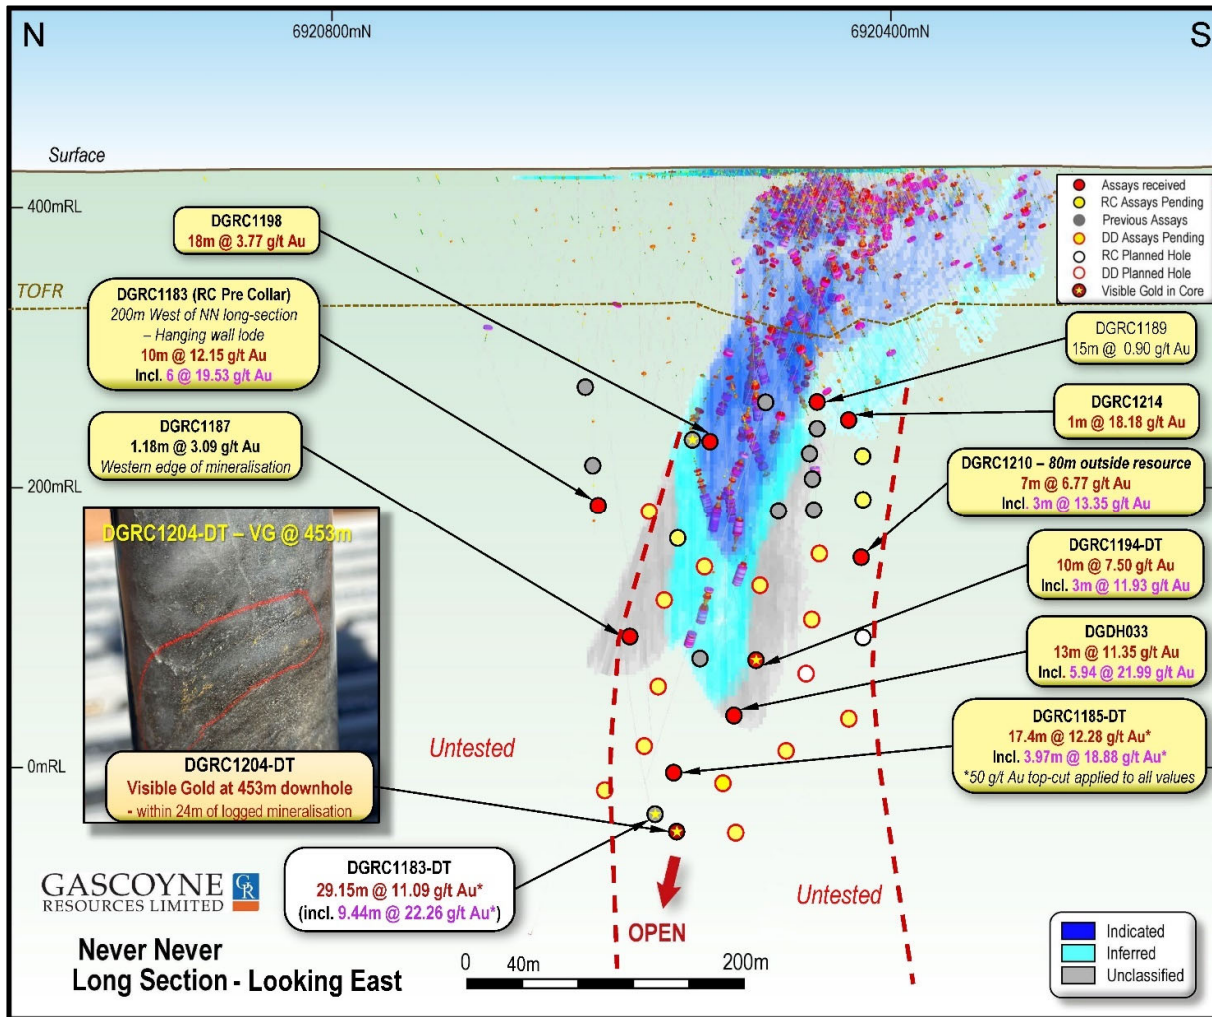 N
6920800mN
6920400mN
S
Surface
400mRL
TOFR
200mRL
0mRL
Assays received
RC Assays Pending
Previous Assays
DD Assays Pending
RC Planned Hole
DD Planned Hole
Visible Gold in Core
DGRC1198
18m @ 3.77 g/t Au
DGRC1183 (RC Pre Collar)
200m West of NN long-section
– Hanging wall lode
10m @ 12.15 g/t Au
Incl. 6 @ 19.53 g/t Au
DGRC1187
1.18m @ 3.09 g/t Au
Western edge of mineralisation
DGRC1204-DT – VG @ 453m
DGRC1204-DT
Visible Gold at 453m downhole
- within 24m of logged mineralisation
DGRC1183-DT
29.15m @ 11.09 g/t Au*
(incl. 9.44m @ 22.26 g/t Au*)
DGRC1189
15m @ 0.90 g/t Au
DGRC1214
1m @ 18.18 g/t Au
DGRC1210 – 80m outside resource
7m @ 6.77 g/t Au
Incl. 3m @ 13.35 g/t Au
DGRC1194-DT
10m @ 7.50 g/t Au
Incl. 3m @ 11.93 g/t Au
DGDH033
13m @ 11.35 g/t Au
Incl. 5.94 @ 21.99 g/t Au
DGRC1185-DT
17.4m @ 12.28 g/t Au*
Incl. 3.97m @ 18.88 g/t Au*
*50 g/t Au top-cut applied to all values
Untested
Untested
OPEN
GASCOYNE
RESOURCES LIMITED
GR
Never Never
Long Section - Looking East
0 40m 200m
Indicated
Inferred
Unclassified